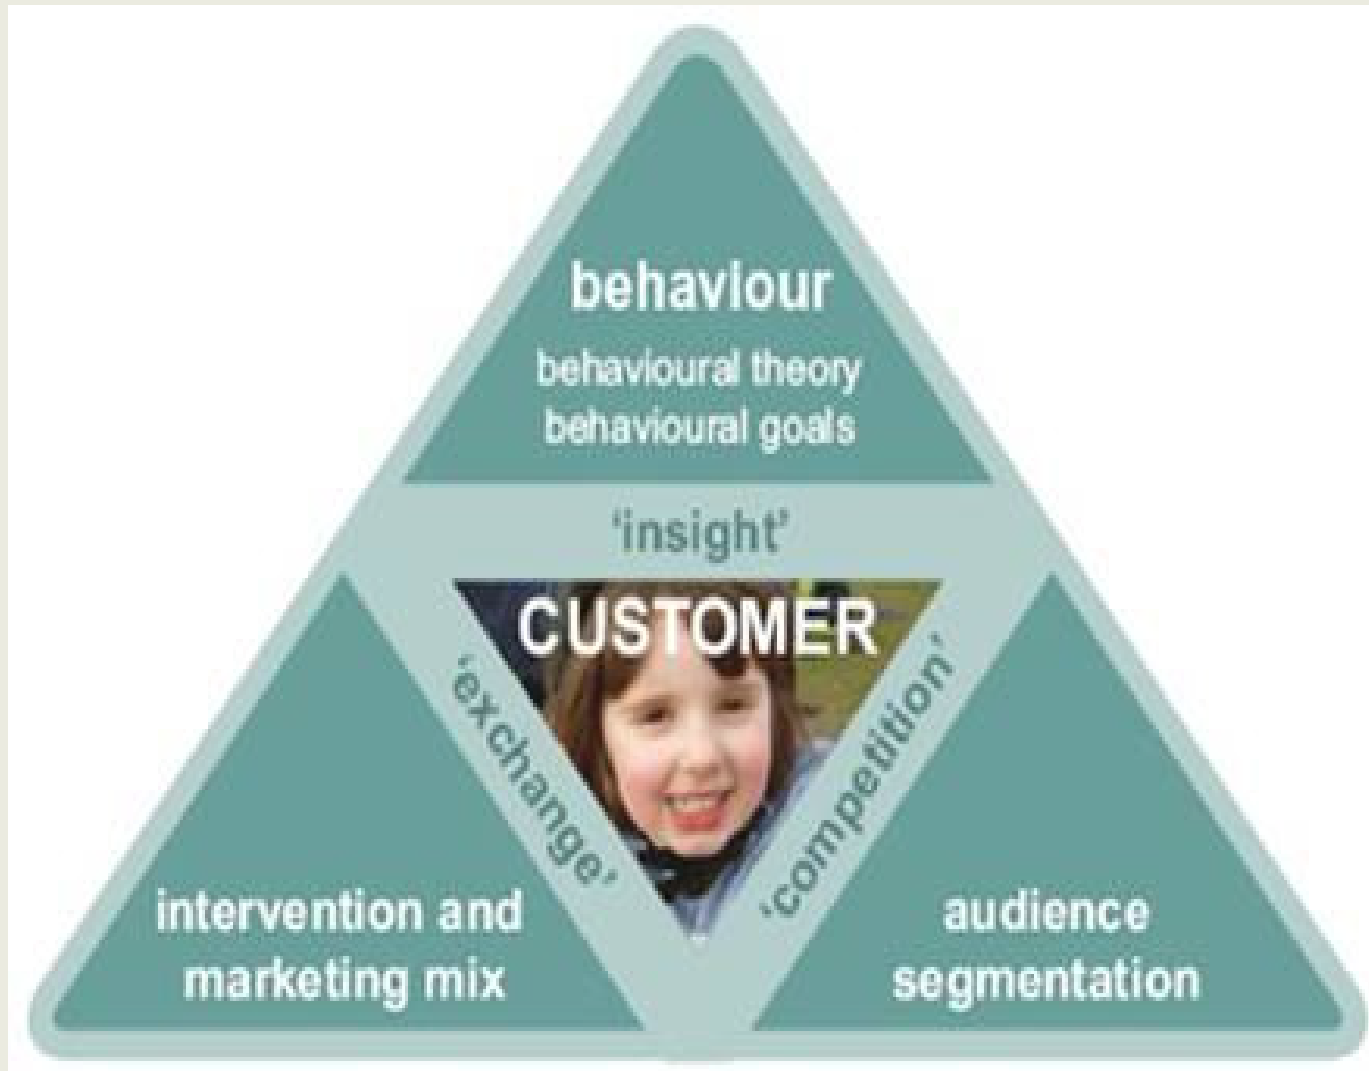 behaviour
behavioural theory
behavioural goals
‘insight’
CUSTOMER
‘exchange’
‘competition’
intervention and
marketing mix
audience
segmentation